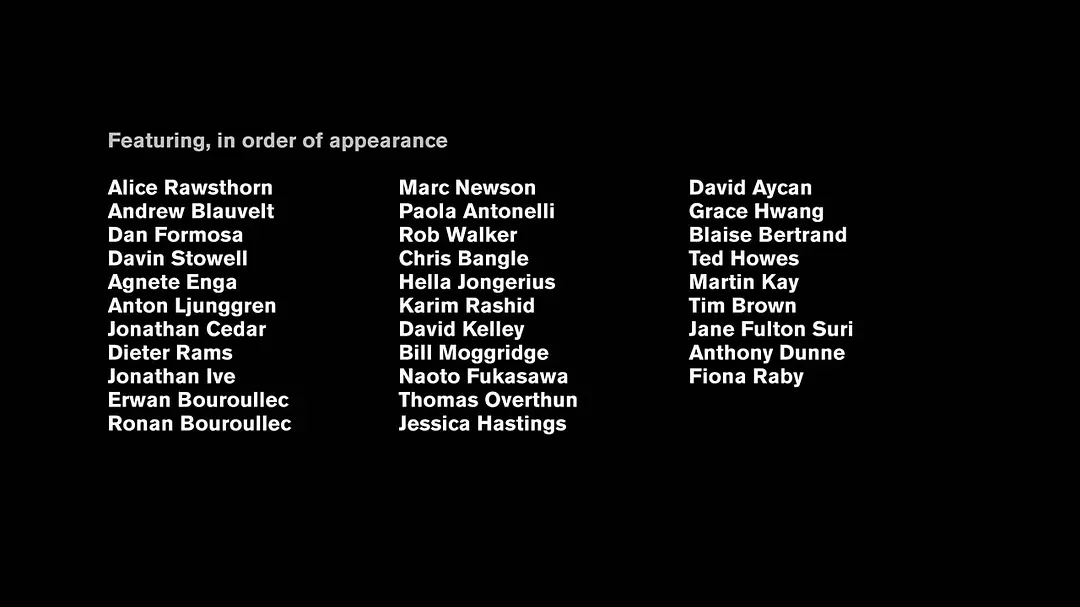 Featuring, in order of appearance
Alice Rawsthorn
Andrew Blauvelt
Dan Formosa
Davin Stowell
Agnete Enga
Anton Ljunggren
Jonathan Cedar
Dieter Rams
Jonathan Ive
Erwan Bouroullec
Ronan Bouroullec
Marc Newson
Paola Antonelli
Rob Walker
Chris Bangle
Hella Jongerius
Karim Rashid
David Kelley
Bill Moggridge
Naoto Fukasawa
Thomas Overthun
Jessica Hastings
David Aycan
Grace Hwang
Blaise Bertrand
Ted Howes
Martin Kay
Tim Brown
Jane Fulton Suri
Anthony Dunne
Fiona Raby